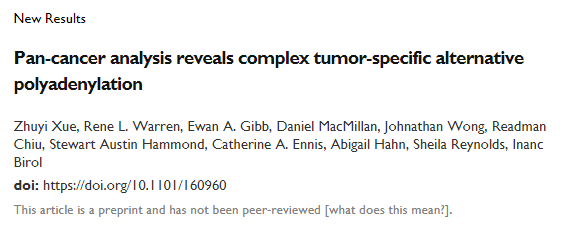 New Results
Pan-cancer analysis reveals complex tumor-specific alternative
polyadenylation
Zhuyi Xue, Rene L. Warren, Ewan A. Gibb, Daniel MacMillan, Johnathan Wong, Readman
Chiu, Stewart Austin Hammond, Catherine A. Ennis, Abigail Hahn, Sheila Reynolds, Inanc
Birol
doi: https://doi.org/10.1101/160960
This article is a preprint and has not been peer-reviewed [what does this mean?].